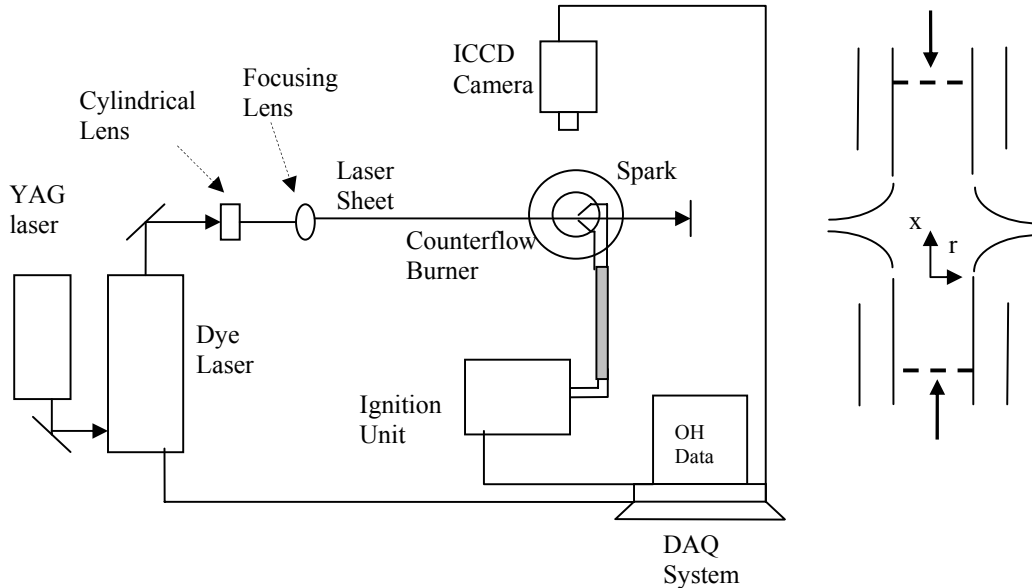 ICCD
Camera
Focusing
Lens
Cylindrical
Lens
YAG
laser
Laser
Sheet
Spark
Counterflow
Burner
x
r
Dye
Laser
Ignition
Unit
OH
Data
DAQ
System